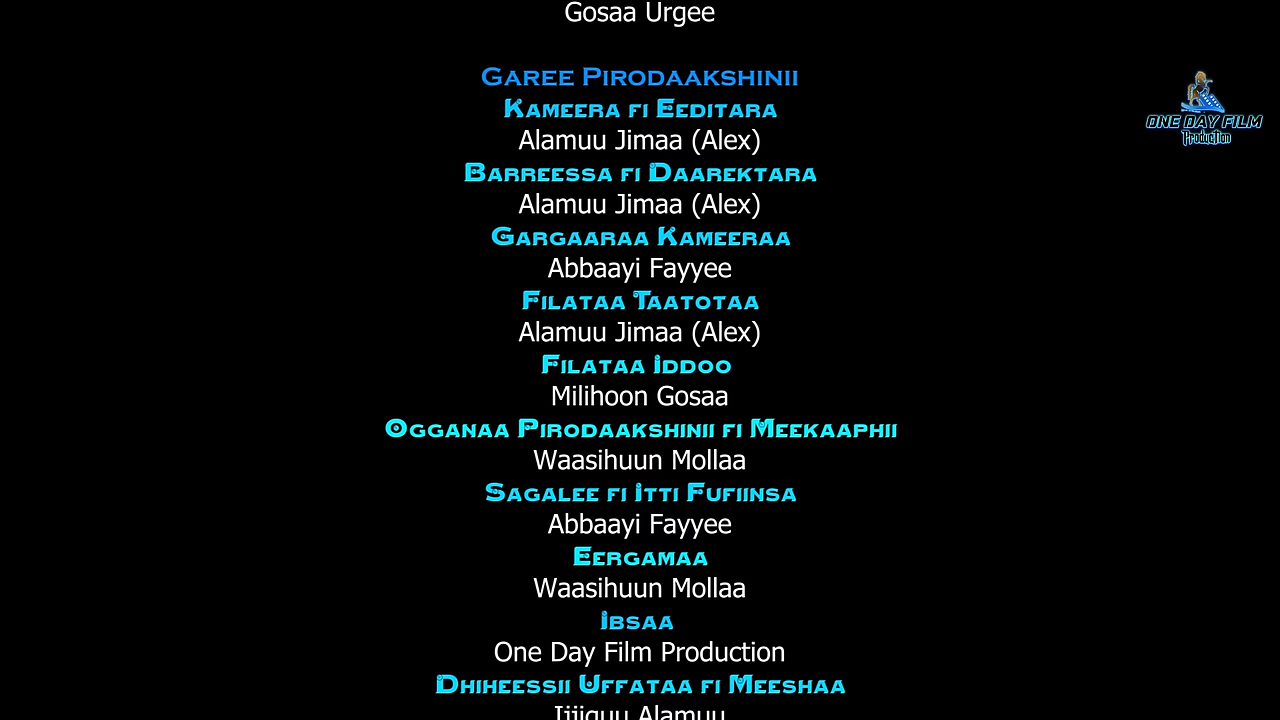 Gosaa Urgee
Garee Pirodaakshinii
Kameera fi Eeditara
Alamuu Jimaa (Alex)
Barreessa fi Daarektara
Alamuu Jimaa (Alex)
Gargaaraa Kameeraa
Abbaayi Fayyee
Filataa Taatotaa
Alamuu Jimaa (Alex)
Filataa Iddoo
Milihoon Gosaa
Ogganaa Pirodaakshinii fi Meekaaphii
Waasihuun Mollaa
Sagalee fi Itti Fufiinsa
Abbaayi Fayyee
Eergamaa
Waasihuun Mollaa
Ibsaa
One Day Film Production
Dhiheessii Uffataa fi Meeshaa
Alamuu
ONE DAY FILM
Production